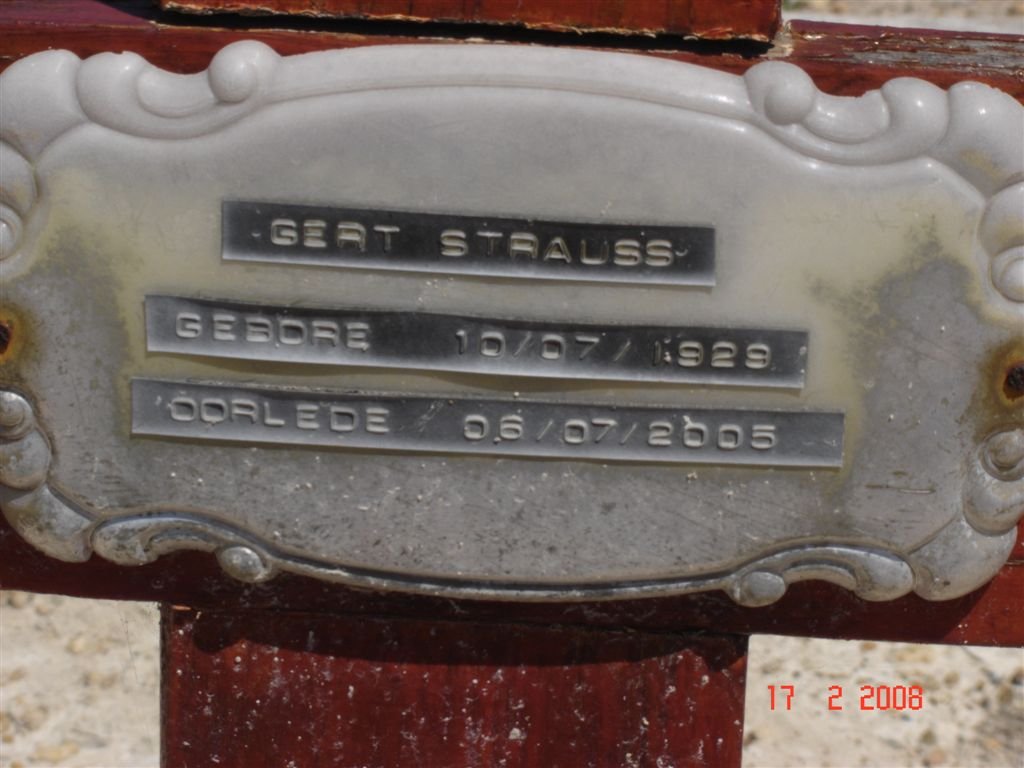 GERT STRAUSS
GEBORE 10/07/1929
OORLEDE 06/07/2005
17 2 2008